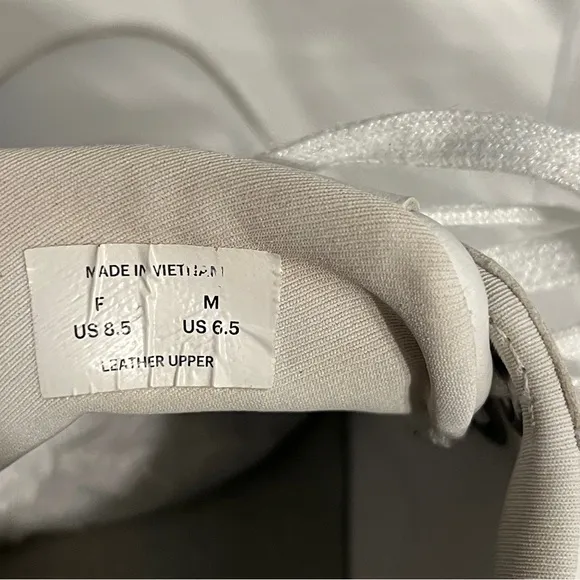 MADE IN VIETNAM
F M
US 8.5 US 6.5
LEATHER UPPER